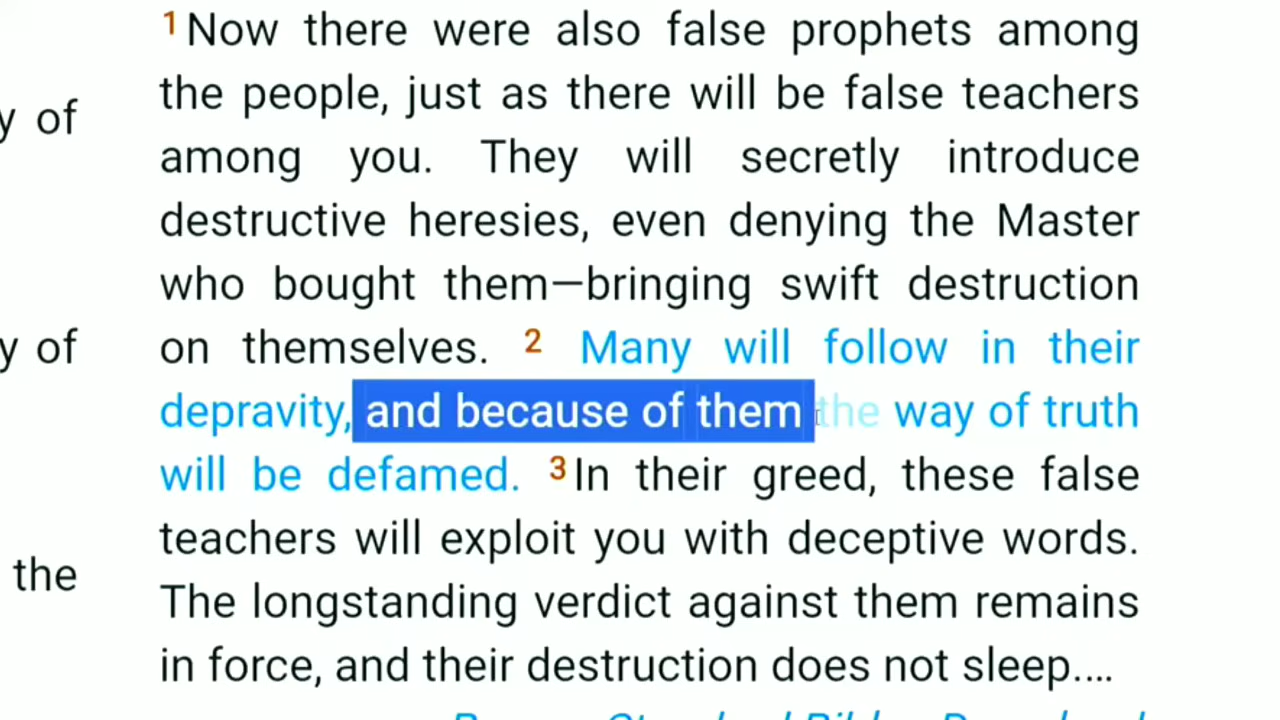 y of
y of
the
1 Now there were also false prophets among
the people, just as there will be false teachers
among you. They will secretly introduce
destructive heresies, even denying the Master
who bought them—bringing swift destruction
on themselves. 2 Many will follow in their
depravity, and because of them the way of truth
will be defamed. 3 In their greed, these false
teachers will exploit you with deceptive words.
The longstanding verdict against them remains
in force, and their destruction does not sleep.…